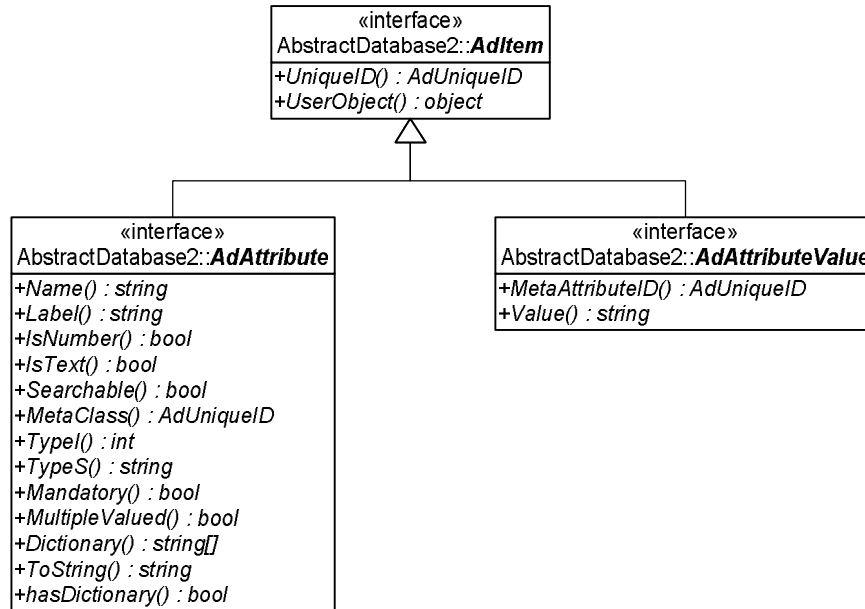 «interface»
AbstractDatabase2::AdItem
+UniqueID() : AdUniqueID
+UserObject() : object
«interface»
AbstractDatabase2::AdAttribute
+Name() : string
+Label() : string
+IsNumber() : bool
+IsText() : bool
+Searchable() : bool
+MetaClass() : AdUniqueID
+TypeI() : int
+TypeS() : string
+Mandatory() : bool
+MultipleValued() : bool
+Dictionary() : string[]
+ToString() : string
+hasDictionary() : bool
«interface»
AbstractDatabase2::AdAttributeValue
+MetaAttributeID() : AdUniqueID
+Value() : string